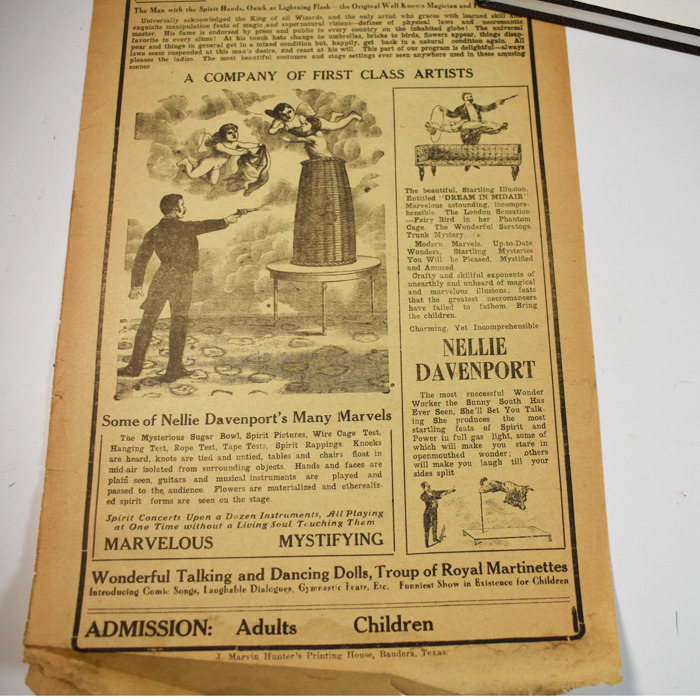 The Man with the Spirit Hands, Quick as Lightning Flash — the Original Well Known Magician and
Universally acknowledged the King of all Wizards, and the only artist who graces with learned skill and
exquisite manipulation feats of magic and supernatural visions—definer of physical laws and necromantic
master. His fame is endorsed by press and public in every country on the inhabited globe! The universal
favorite in every clime! At his touch hats change to umbrellas, bricks to birds, flowers appear, things disap-
pear and things in general get in a mixed condition but, happily, get back in a natural condition again. All
laws seem suspended at this man's desire, and react at his will. This part of our program is delightful—always
pleases the ladies. The most beautiful costumes and stage settings ever seen anywhere used in these amusing
scenes
A COMPANY OF FIRST CLASS ARTISTS
Some of Nellie Davenport's Many Marvels
The Mysterious Sugar Bowl, Spirit Pictures, Wire Cage Test,
Hanging Test, Rope Test, Tape Tests, Spirit Rappings. Knocks
are heard, knots are tied and untied, tables and chairs float in
mid-air isolated from surrounding objects. Hands and faces are
plain seen, guitars and musical instruments are played and
passed to the audience. Flowers are materialized and etherealis-
ed spirit forms are seen on the stage.
Spirit Concerts Upon a Dozen Instruments, All Playing
at One Time without a Living Soul Touching Them
MARVELOUS MYSTIFYING
The beautiful, Startling Illusion,
Entitled "DREAM IN MIDAIR"
Marvelous astounding, incompre-
hensible. The London Sensation
—Fairy Bird in her Phantom
Cage. The Wonderful Saratoga
Trunk Mystery.
Modern Marvels, Up-to-Date
Wonders, Startling Mysteries
You Will be Pleased, Mystified
and Amused
Crafty and skillful exponents of
unearthly and unheard of magical
and marvelous illusions; feats
that the greatest necromancers
have failed to fathom. Bring
the children.
Charming, Yet Incomprehensible
NELLIE
DAVENPORT
The most successful Wonder
Worker the Sunny South Has
Ever Seen, She'll Set You Talk-
ing She produces the most
startling feats of Spirit and
Power in full gas light, some of
which will make you stare in
openmouthed wonder; others
will make you laugh till your
sides split
Wonderful Talking and Dancing Dolls, Troup of Royal Martinettes
Introducing Comic Songs, Laughable Dialogues, Gymnastic Feats, Etc. Funniest Show in Existence for Children
ADMISSION: Adults Children
J. Marvin Hunter's Printing House, Bandera, Texas.